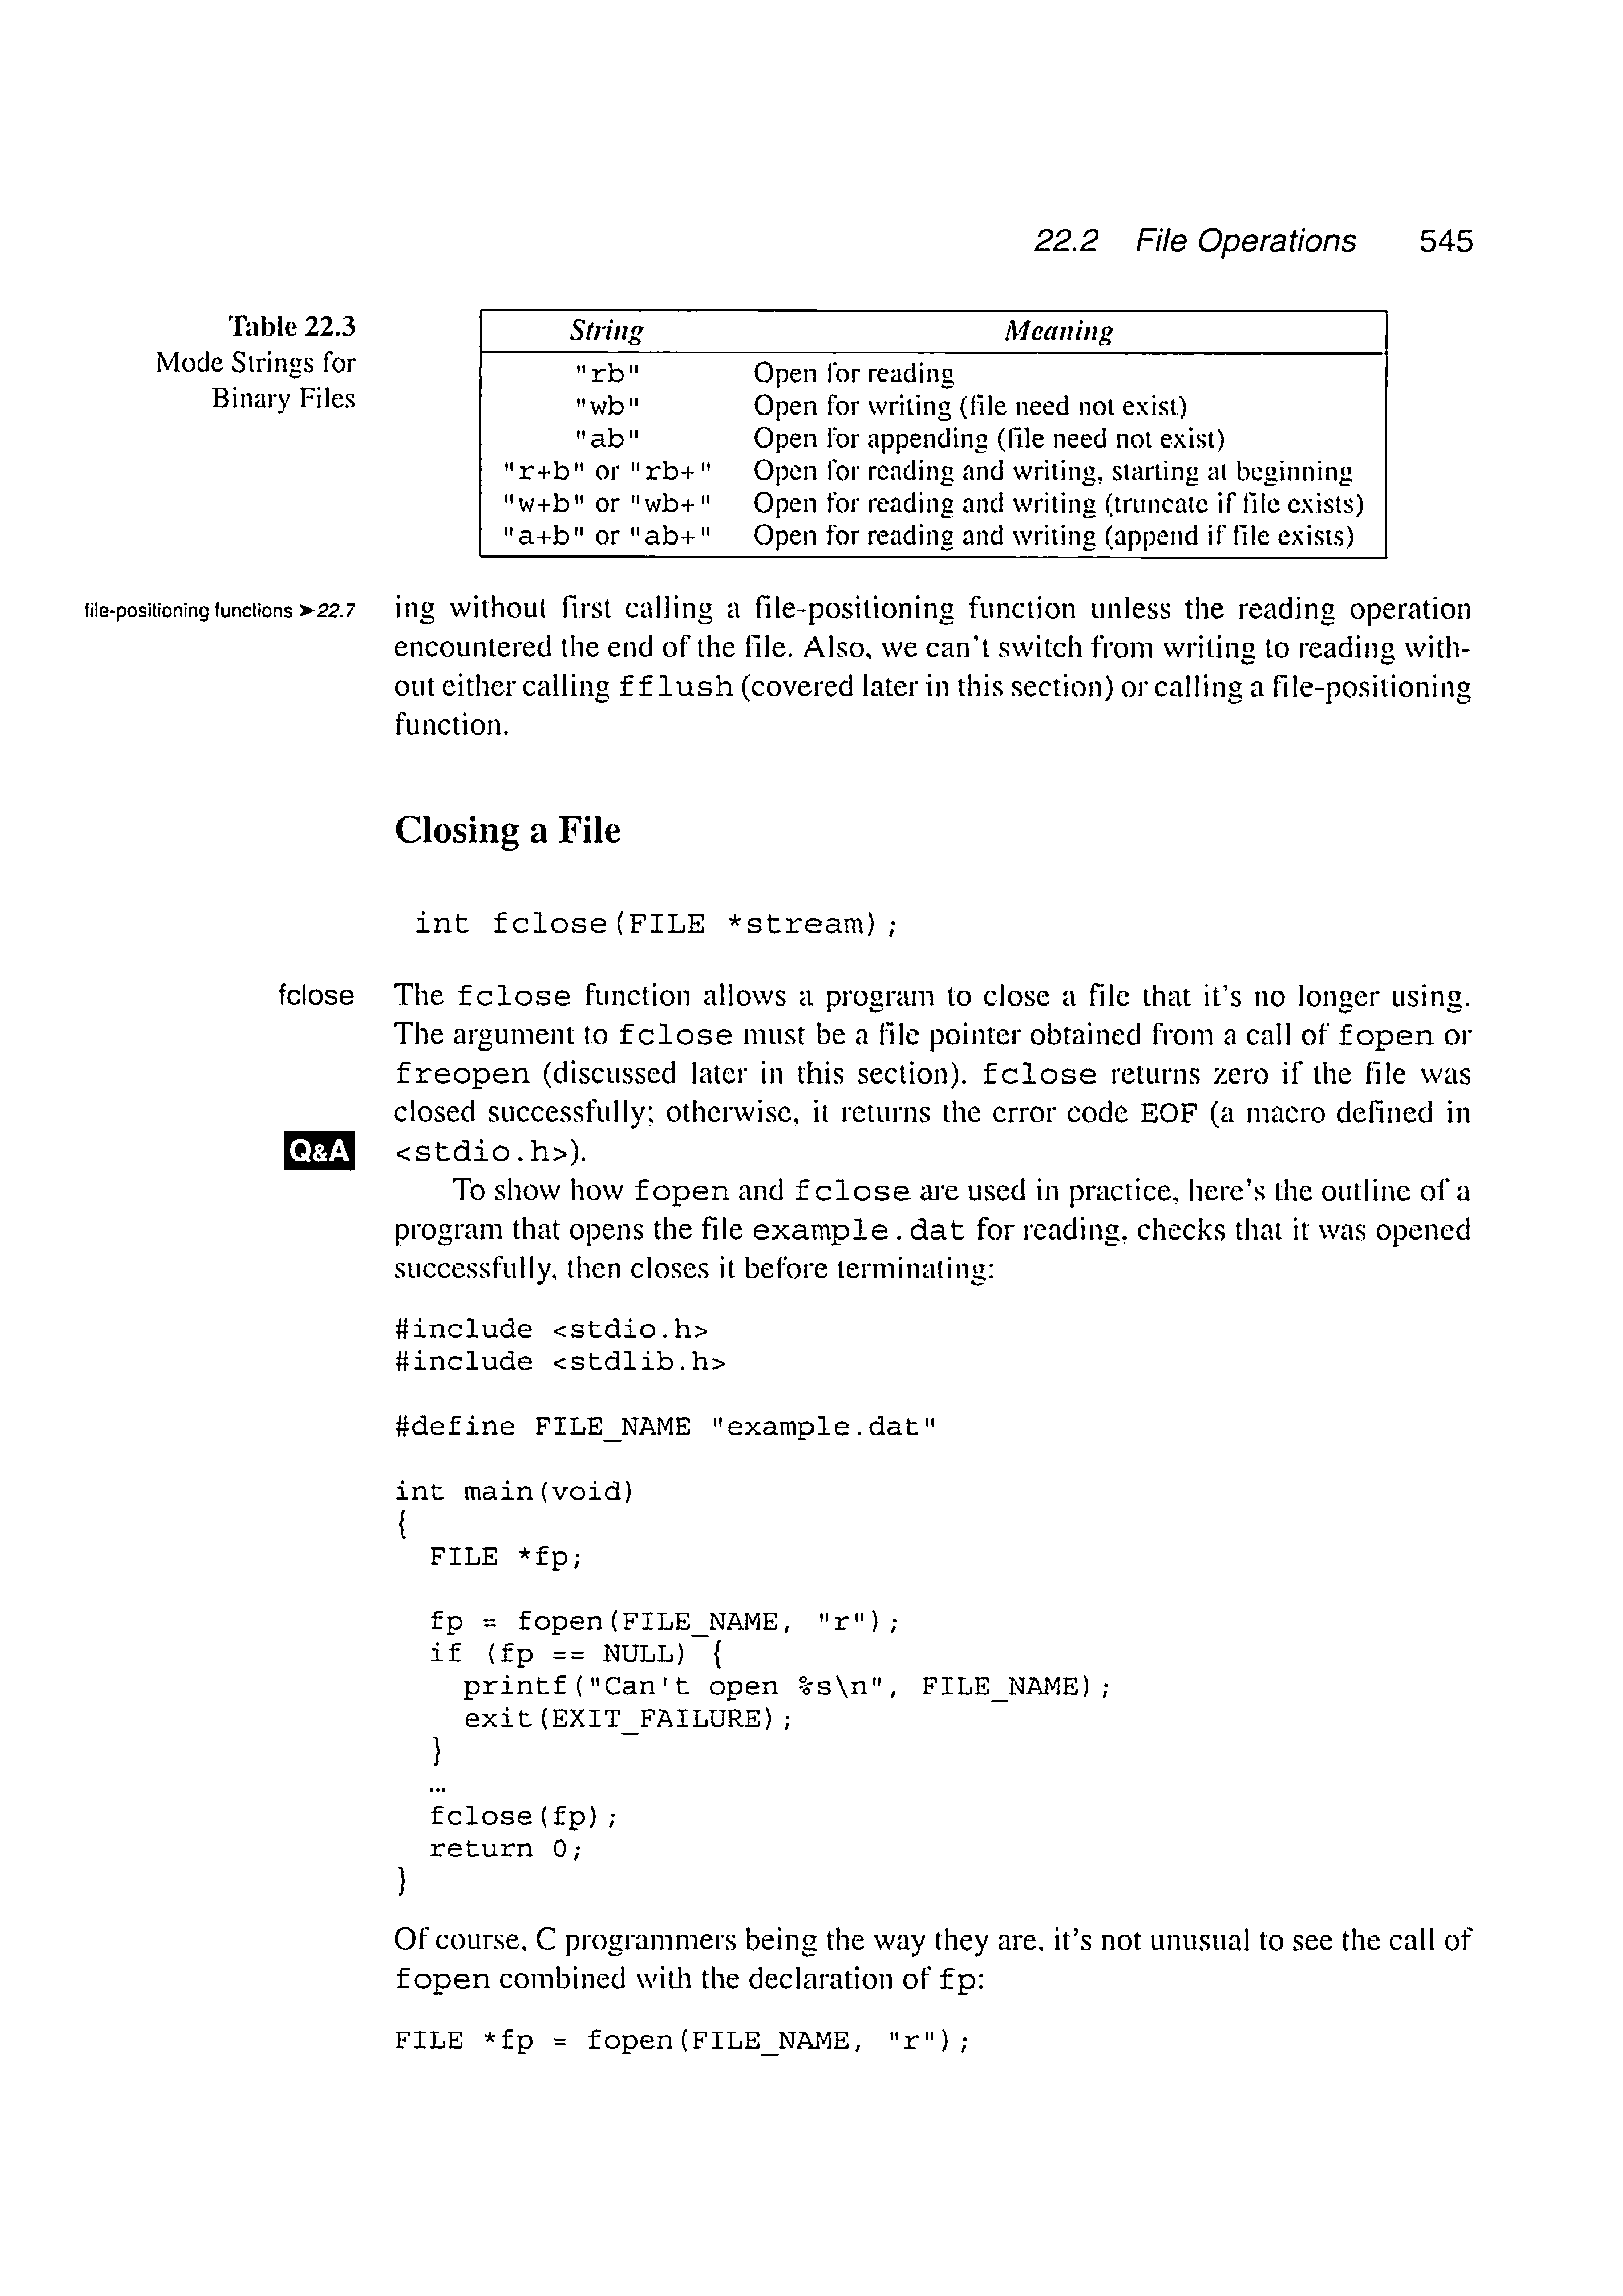 22.2 File Operations 545
Table 22.3
Mode Strings for
Binary Files
String Meaning
"rb" Open for reading
"wb" Open for writing (file need not exist)
"ab" Open for appending (file need not exist)
"r+b" or "rb+" Open for reading and writing, starting at beginning
"w+b" or "wb+" Open for reading and writing (truncate if file exists)
"a+b" or "ab+" Open for reading and writing (append if file exists)
file-positioning functions ➤22.7
ing without first calling a file-positioning function unless the reading operation
encountered the end of the file. Also, we can't switch from writing to reading with-
out either calling fflush (covered later in this section) or calling a file-positioning
function.
Closing a File
int fclose(FILE *stream);
fclose
The fclose function allows a program to close a file that it's no longer using.
The argument to fclose must be a file pointer obtained from a call of fopen or
freopen (discussed later in this section). fclose returns zero if the file was
closed successfully; otherwise, it returns the error code EOF (a macro defined in
Q&A
<stdio.h>).
To show how fopen and fclose are used in practice, here's the outline of a
program that opens the file example.dat for reading, checks that it was opened
successfully, then closes it before terminating:
#include <stdio.h>
#include <stdlib.h>
#define FILE_NAME "example.dat"
int main(void)
{
FILE *fp;
fp = fopen(FILE_NAME, "r");
if (fp == NULL) {
printf("Can't open %s\n", FILE_NAME);
exit(EXIT_FAILURE);
}
…
fclose(fp);
return 0;
}
Of course, C programmers being the way they are, it's not unusual to see the call of
fopen combined with the declaration of fp:
FILE *fp = fopen(FILE_NAME, "r");